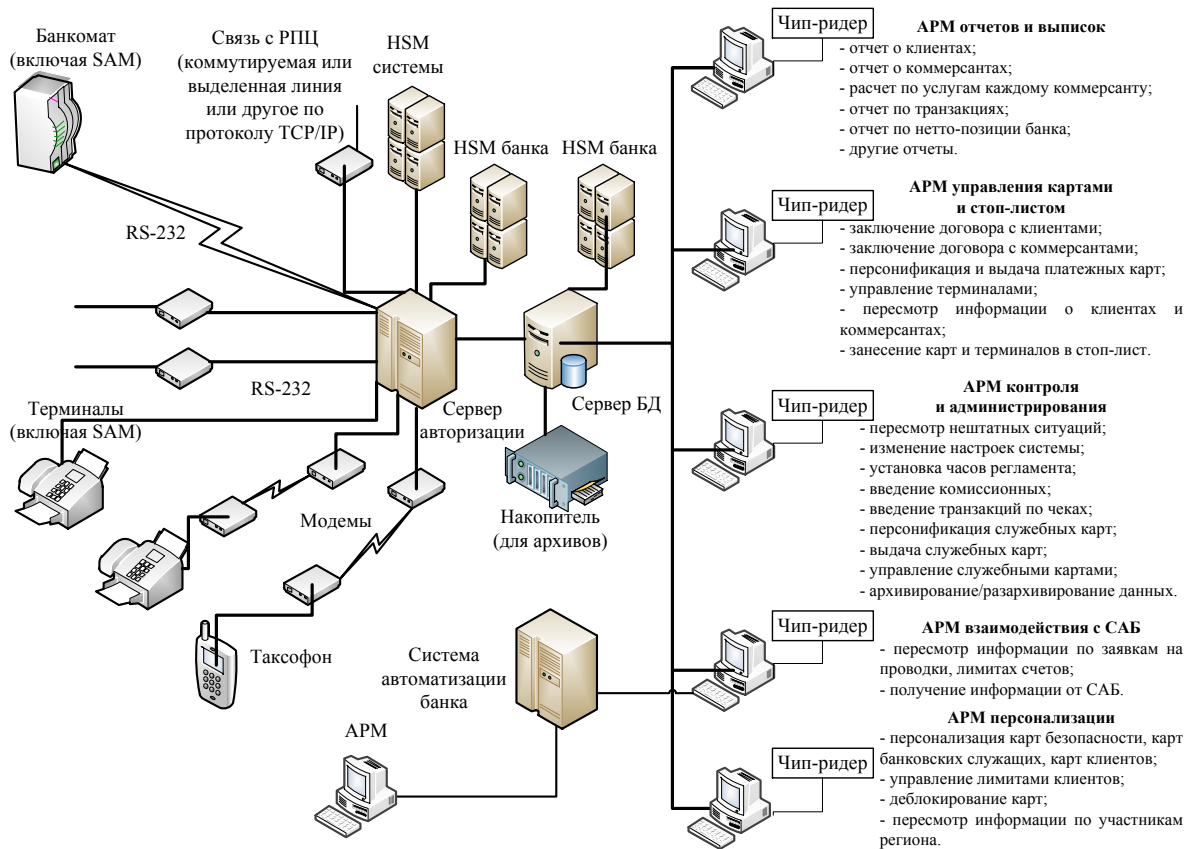 Банкомат
(включая SAM)
Связь с РПЦ
(коммутируемая или
выделенная линия
или другое по
протоколу TCP/IP)
HSM
системы
HSM банка
HSM банка
RS-232
RS-232
Терминалы
(включая SAM)
Сервер
авторизации
Сервер БД
Модемы
Накопитель
(для архивов)
Таксофон
Система
автоматизации
банка
АРМ
Чип-ридер
АРМ отчетов и выписок
- отчет о клиентах;
- отчет о коммерсантах;
- расчет по услугам каждому коммерсанту;
- отчет по транзакциях;
- отчет по нетто-позиции банка;
- другие отчеты.
Чип-ридер
АРМ управления картами
и стоп-листом
- заключение договора с клиентами;
- заключение договора с коммерсантами;
- персонификация и выдача платежных карт;
- управление терминалами;
- пересмотр информации о клиентах и
коммерсантах;
- занесение карт и терминалов в стоп-лист.
Чип-ридер
АРМ контроля
и администрирования
- пересмотр нештатных ситуаций;
- изменение настроек системы;
- установка часов регламента;
- введение комиссионных;
- введение транзакций по чеках;
- персонификация служебных карт;
- выдача служебных карт;
- управление служебными картами;
- архивирование/разархивирование данных.
Чип-ридер
АРМ взаимодействия с САБ
- пересмотр информации по заявкам на
проводки, лимитах счетов;
- получение информации от САБ.
Чип-ридер
АРМ персонализации
- персонализация карт безопасности, карт
банковских служащих, карт клиентов;
- управление лимитами клиентов;
- деблокирование карт;
- пересмотр информации по участникам
региона.